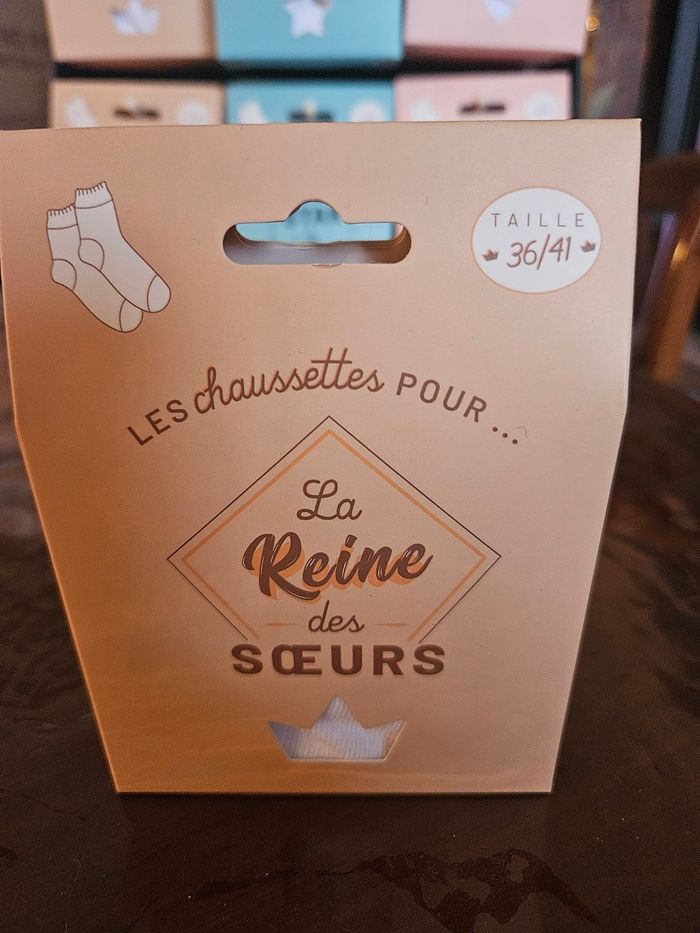 TAILLE
36/41
LES chaussettes POUR...
La
Reine
des
SŒURS